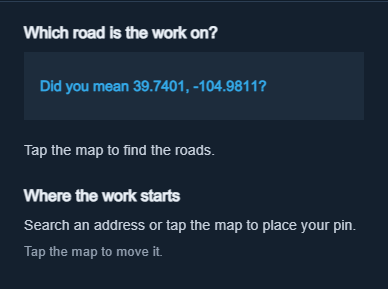 Which road is the work on?
Did you mean 39.7401, -104.9811?
Tap the map to find the roads.
Where the work starts
Search an address or tap the map to place your pin.
Tap the map to move it.